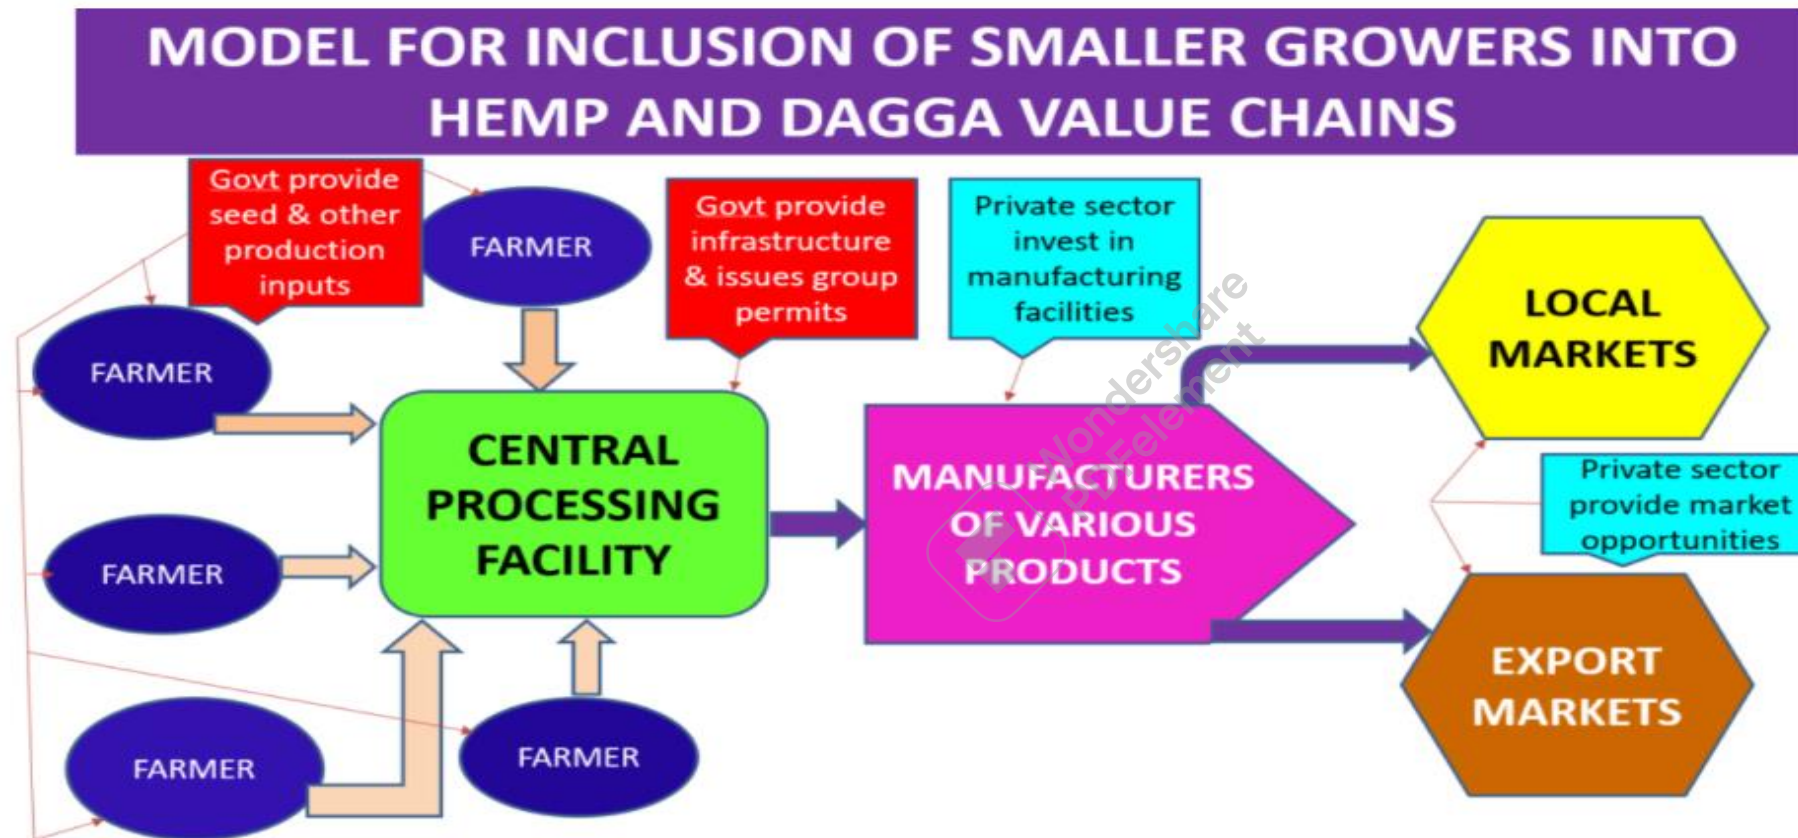 MODEL FOR INCLUSION OF SMALLER GROWERS INTO
HEMP AND DAGGA VALUE CHAINS
Govt provide
seed & other
production
inputs
FARMER
Govt provide
infrastructure
& issues group
permits
Private sector
invest in
manufacturing
facilities
LOCAL
MARKETS
FARMER
CENTRAL
PROCESSING
FACILITY
MANUFACTURERS
OF VARIOUS
PRODUCTS
Private sector
provide market
opportunities
FARMER
EXPORT
MARKETS
FARMER
FARMER
Wondershare
PDFelement